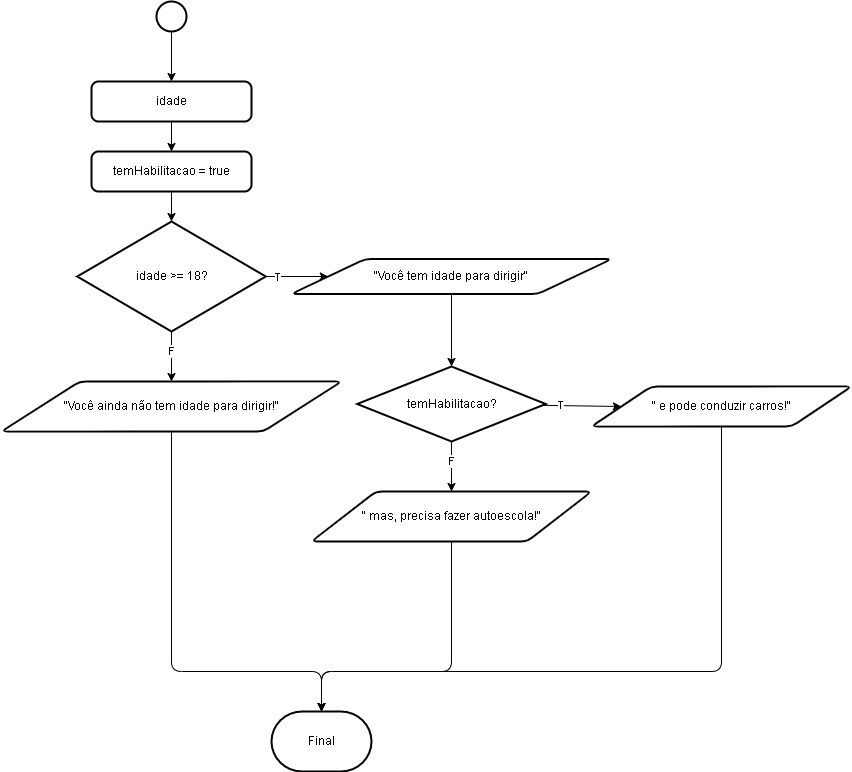 idade
temHabilitacao = true
idade >= 18?
T
"Você tem idade para dirigir"
F
"Você ainda não tem idade para dirigir!"
temHabilitacao?
T
" e pode conduzir carros!"
F
" mas, precisa fazer autoescola!"
Final